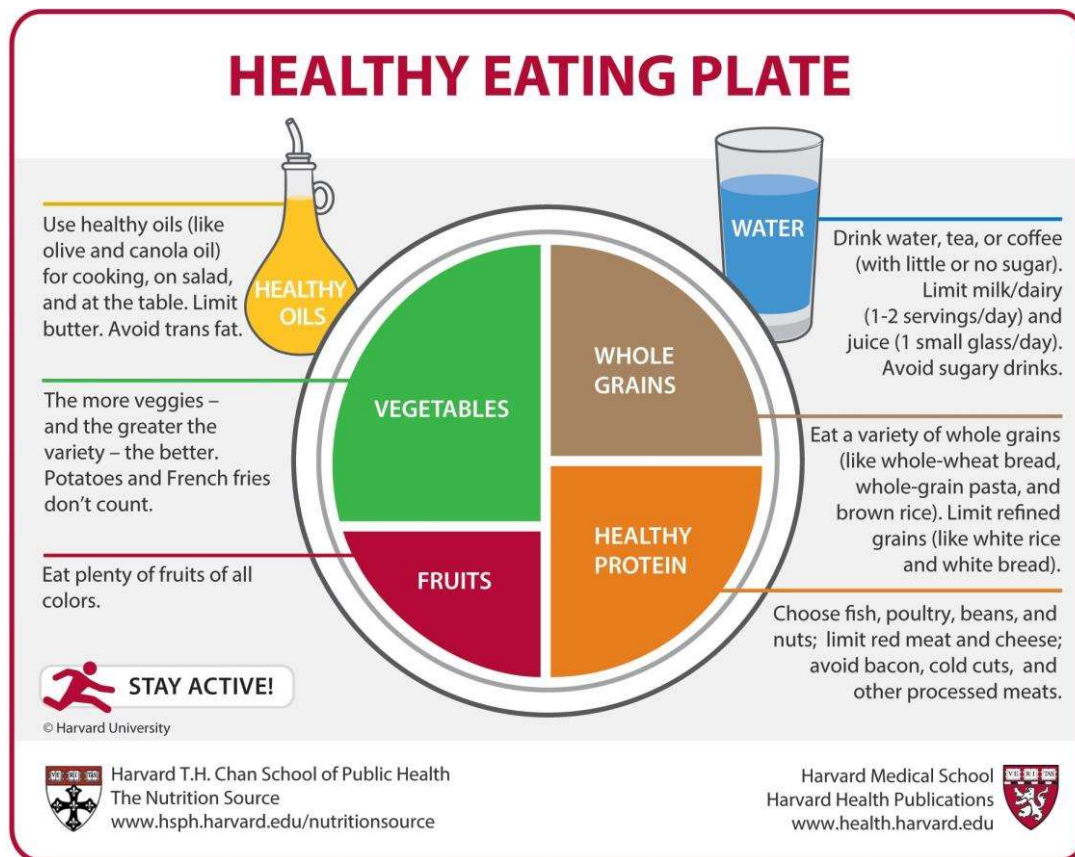 HEALTHY EATING PLATE
Use healthy oils (like
olive and canola oil)
for cooking, on salad,
and at the table. Limit
butter. Avoid trans fat.
HEALTHY
OILS
The more veggies –
and the greater the
variety – the better.
Potatoes and French fries
don't count.
Eat plenty of fruits of all
colors.
VEGETABLES
FRUITS
WHOLE
GRAINS
HEALTHY
PROTEIN
WATER
Drink water, tea, or coffee
(with little or no sugar).
Limit milk/dairy
(1-2 servings/day) and
juice (1 small glass/day).
Avoid sugary drinks.
Eat a variety of whole grains
(like whole-wheat bread,
whole-grain pasta, and
brown rice). Limit refined
grains (like white rice
and white bread).
Choose fish, poultry, beans, and
nuts; limit red meat and cheese;
avoid bacon, cold cuts, and
other processed meats.
STAY ACTIVE!
© Harvard University
Harvard T.H. Chan School of Public Health
The Nutrition Source
www.hsph.harvard.edu/nutritionsource
Harvard Medical School
Harvard Health Publications
www.health.harvard.edu
VE RI TAS